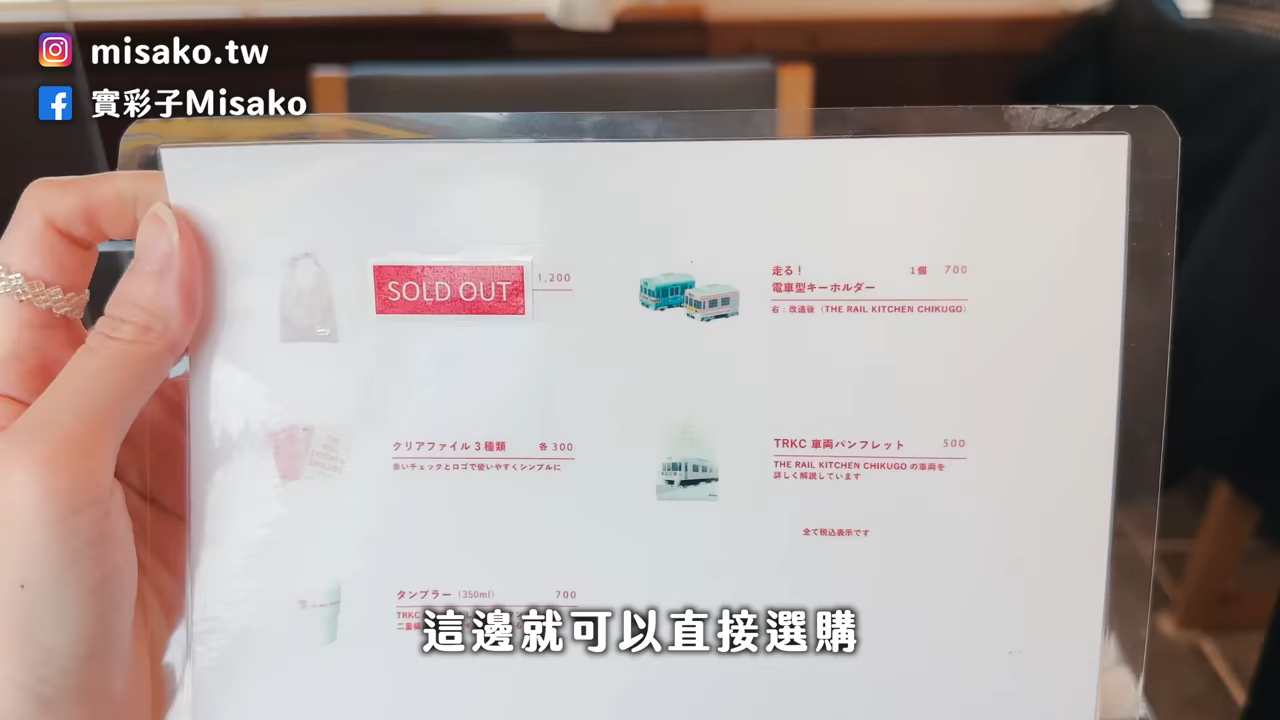 misako.tw
實彩子Misako
SOLD OUT
1,200
走る！ 1個 700
電車型キーホルダー
右：改造後（THE RAIL KITCHEN CHIKUGO）
クリアファイル3種類 各300
赤いチェックとロゴで使いやすくシンプルに
TRKC 車両パンフレット 500
THE RAIL KITCHEN CHIKUGO の車両を
詳しく解説しています
全て税込表示です
タンブラー（350ml） 700
TRKC
這邊就可以直接選購